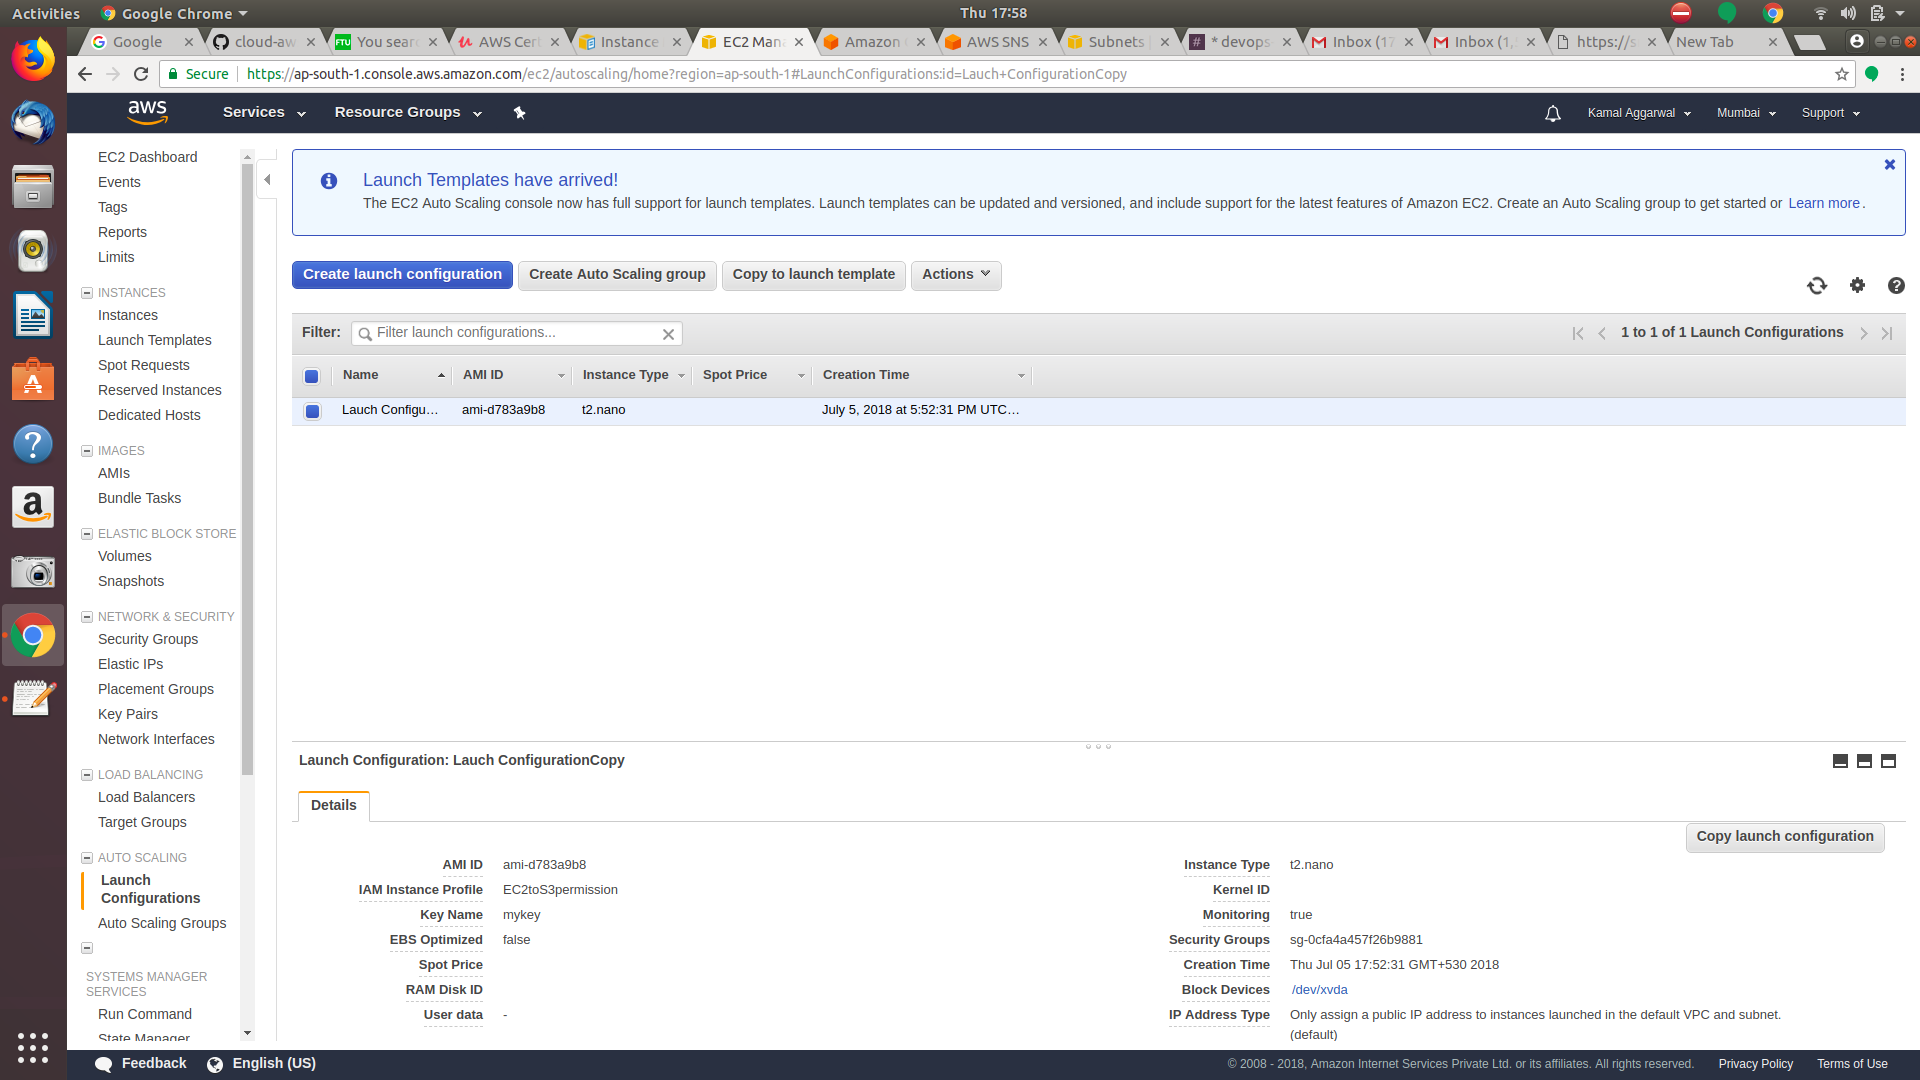 Activities Google Chrome Thu 17:58
Google cloud-aw FTU You sear AWS Cert Instance EC2 Man Amazon AWS SNS Subnets # * devops Inbox (17 Inbox (1, https://s New Tab
Secure https://ap-south-1.console.aws.amazon.com/ec2/autoscaling/home?region=ap-south-1#LaunchConfigurations:id=Lauch+ConfigurationCopy
aws Services Resource Groups Kamal Aggarwal Mumbai Support
EC2 Dashboard
Events
Tags
Reports
Limits
INSTANCES
Instances
Launch Templates
Spot Requests
Reserved Instances
Dedicated Hosts
IMAGES
AMIs
Bundle Tasks
ELASTIC BLOCK STORE
Volumes
Snapshots
NETWORK & SECURITY
Security Groups
Elastic IPs
Placement Groups
Key Pairs
Network Interfaces
LOAD BALANCING
Load Balancers
Target Groups
AUTO SCALING
Launch
Configurations
Auto Scaling Groups
SYSTEMS MANAGER
SERVICES
Run Command
State Manager
Launch Templates have arrived!
The EC2 Auto Scaling console now has full support for launch templates. Launch templates can be updated and versioned, and include support for the latest features of Amazon EC2. Create an Auto Scaling group to get started or Learn more.
Create launch configuration Create Auto Scaling group Copy to launch template Actions
Filter: Filter launch configurations... 1 to 1 of 1 Launch Configurations
Name AMI ID Instance Type Spot Price Creation Time
Lauch Configu… ami-d783a9b8 t2.nano July 5, 2018 at 5:52:31 PM UTC…
Launch Configuration: Lauch ConfigurationCopy
Details
Copy launch configuration
AMI ID ami-d783a9b8 Instance Type t2.nano
IAM Instance Profile EC2toS3permission Kernel ID
Key Name mykey Monitoring true
EBS Optimized false Security Groups sg-0cfa4a457f26b9881
Spot Price Creation Time Thu Jul 05 17:52:31 GMT+530 2018
RAM Disk ID Block Devices /dev/xvda
User data - IP Address Type Only assign a public IP address to instances launched in the default VPC and subnet.
(default)
Feedback English (US) © 2008 - 2018, Amazon Internet Services Private Ltd. or its affiliates. All rights reserved. Privacy Policy Terms of Use